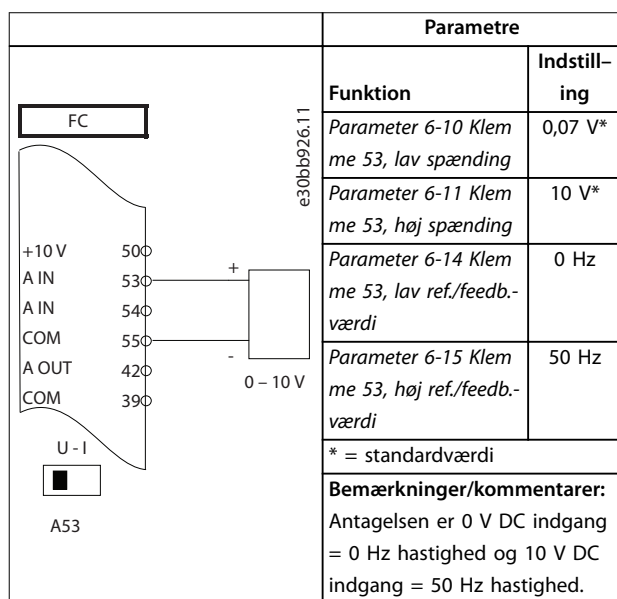 FC
e30bb926.11
+10 V 50
A IN 53
A IN 54
COM 55
A OUT 42
COM 39
+
-
0 – 10 V
U - I
A53
Parametre
Funktion
Indstill–
ing
Parameter 6-10 Klem
me 53, lav spænding
0,07 V*
Parameter 6-11 Klem
me 53, høj spænding
10 V*
Parameter 6-14 Klem
me 53, lav ref./feedb.-
værdi
0 Hz
Parameter 6-15 Klem
me 53, høj ref./feedb.-
værdi
50 Hz
* = standardværdi
Bemærkninger/kommentarer:
Antagelsen er 0 V DC indgang
= 0 Hz hastighed og 10 V DC
indgang = 50 Hz hastighed.